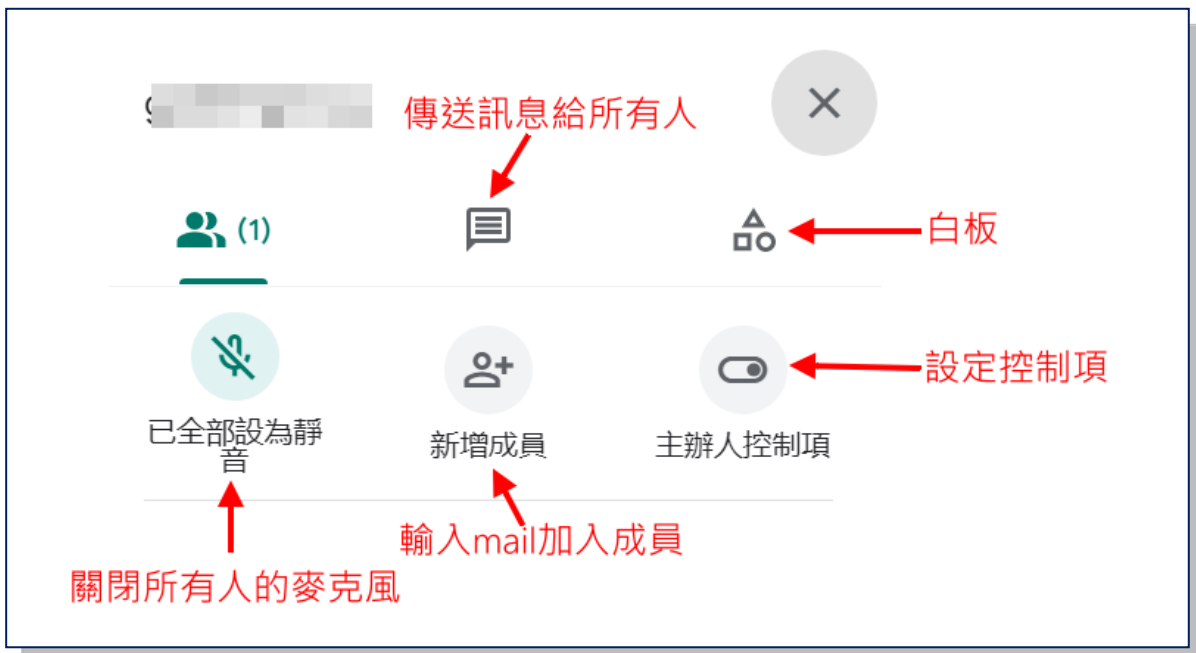 傳送訊息給所有人
(1)
白板
設定控制項
已全部設為靜
音
新增成員
主辦人控制項
輸入mail加入成員
關閉所有人的麥克風